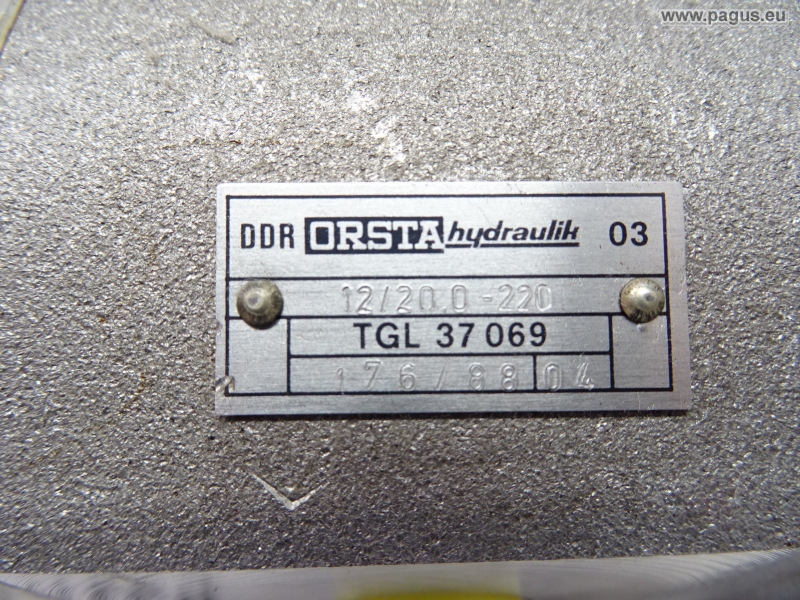 www.pagus.eu
DDR ORSTA hydraulik 03
12/20.0-220
TGL 37 069
176/88 04